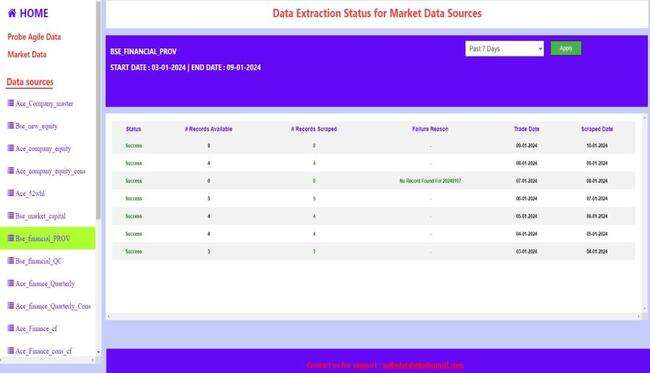 HOME
Probe Agile Data
Market Data
Data sources
Ace_Company_master
Bse_new_equity
Ace_company_equity
Ace_company_equity_cons
Ace_52whl
Bse_market_capital
Bse_financial_PROV
Bse_financial_QC
Ace_finance_Quarterly
Ace_finance_Quarterly_Cons
Ace_Finance_cf
Ace_Finance_cons_cf
Data Extraction Status for Market Data Sources
BSE_FINANCIAL_PROV
Past 7 Days
Apply
START DATE : 03-01-2024 | END DATE : 09-01-2024
Status # Records Available # Records Scraped Failure Reason Trade Date Scraped Date
Success - 09-01-2024 10-01-2024
Success 4 4 - 08-01-2024 09-01-2024
Success 0 0 No Record Found For 20240107 07-01-2024 08-01-2024
Success - 06-01-2024 07-01-2024
Success 4 4 - 05-01-2024 06-01-2024
Success 4 4 - 04-01-2024 05-01-2024
Success 3 3 - 03-01-2024 04-01-2024
Contact us for support :